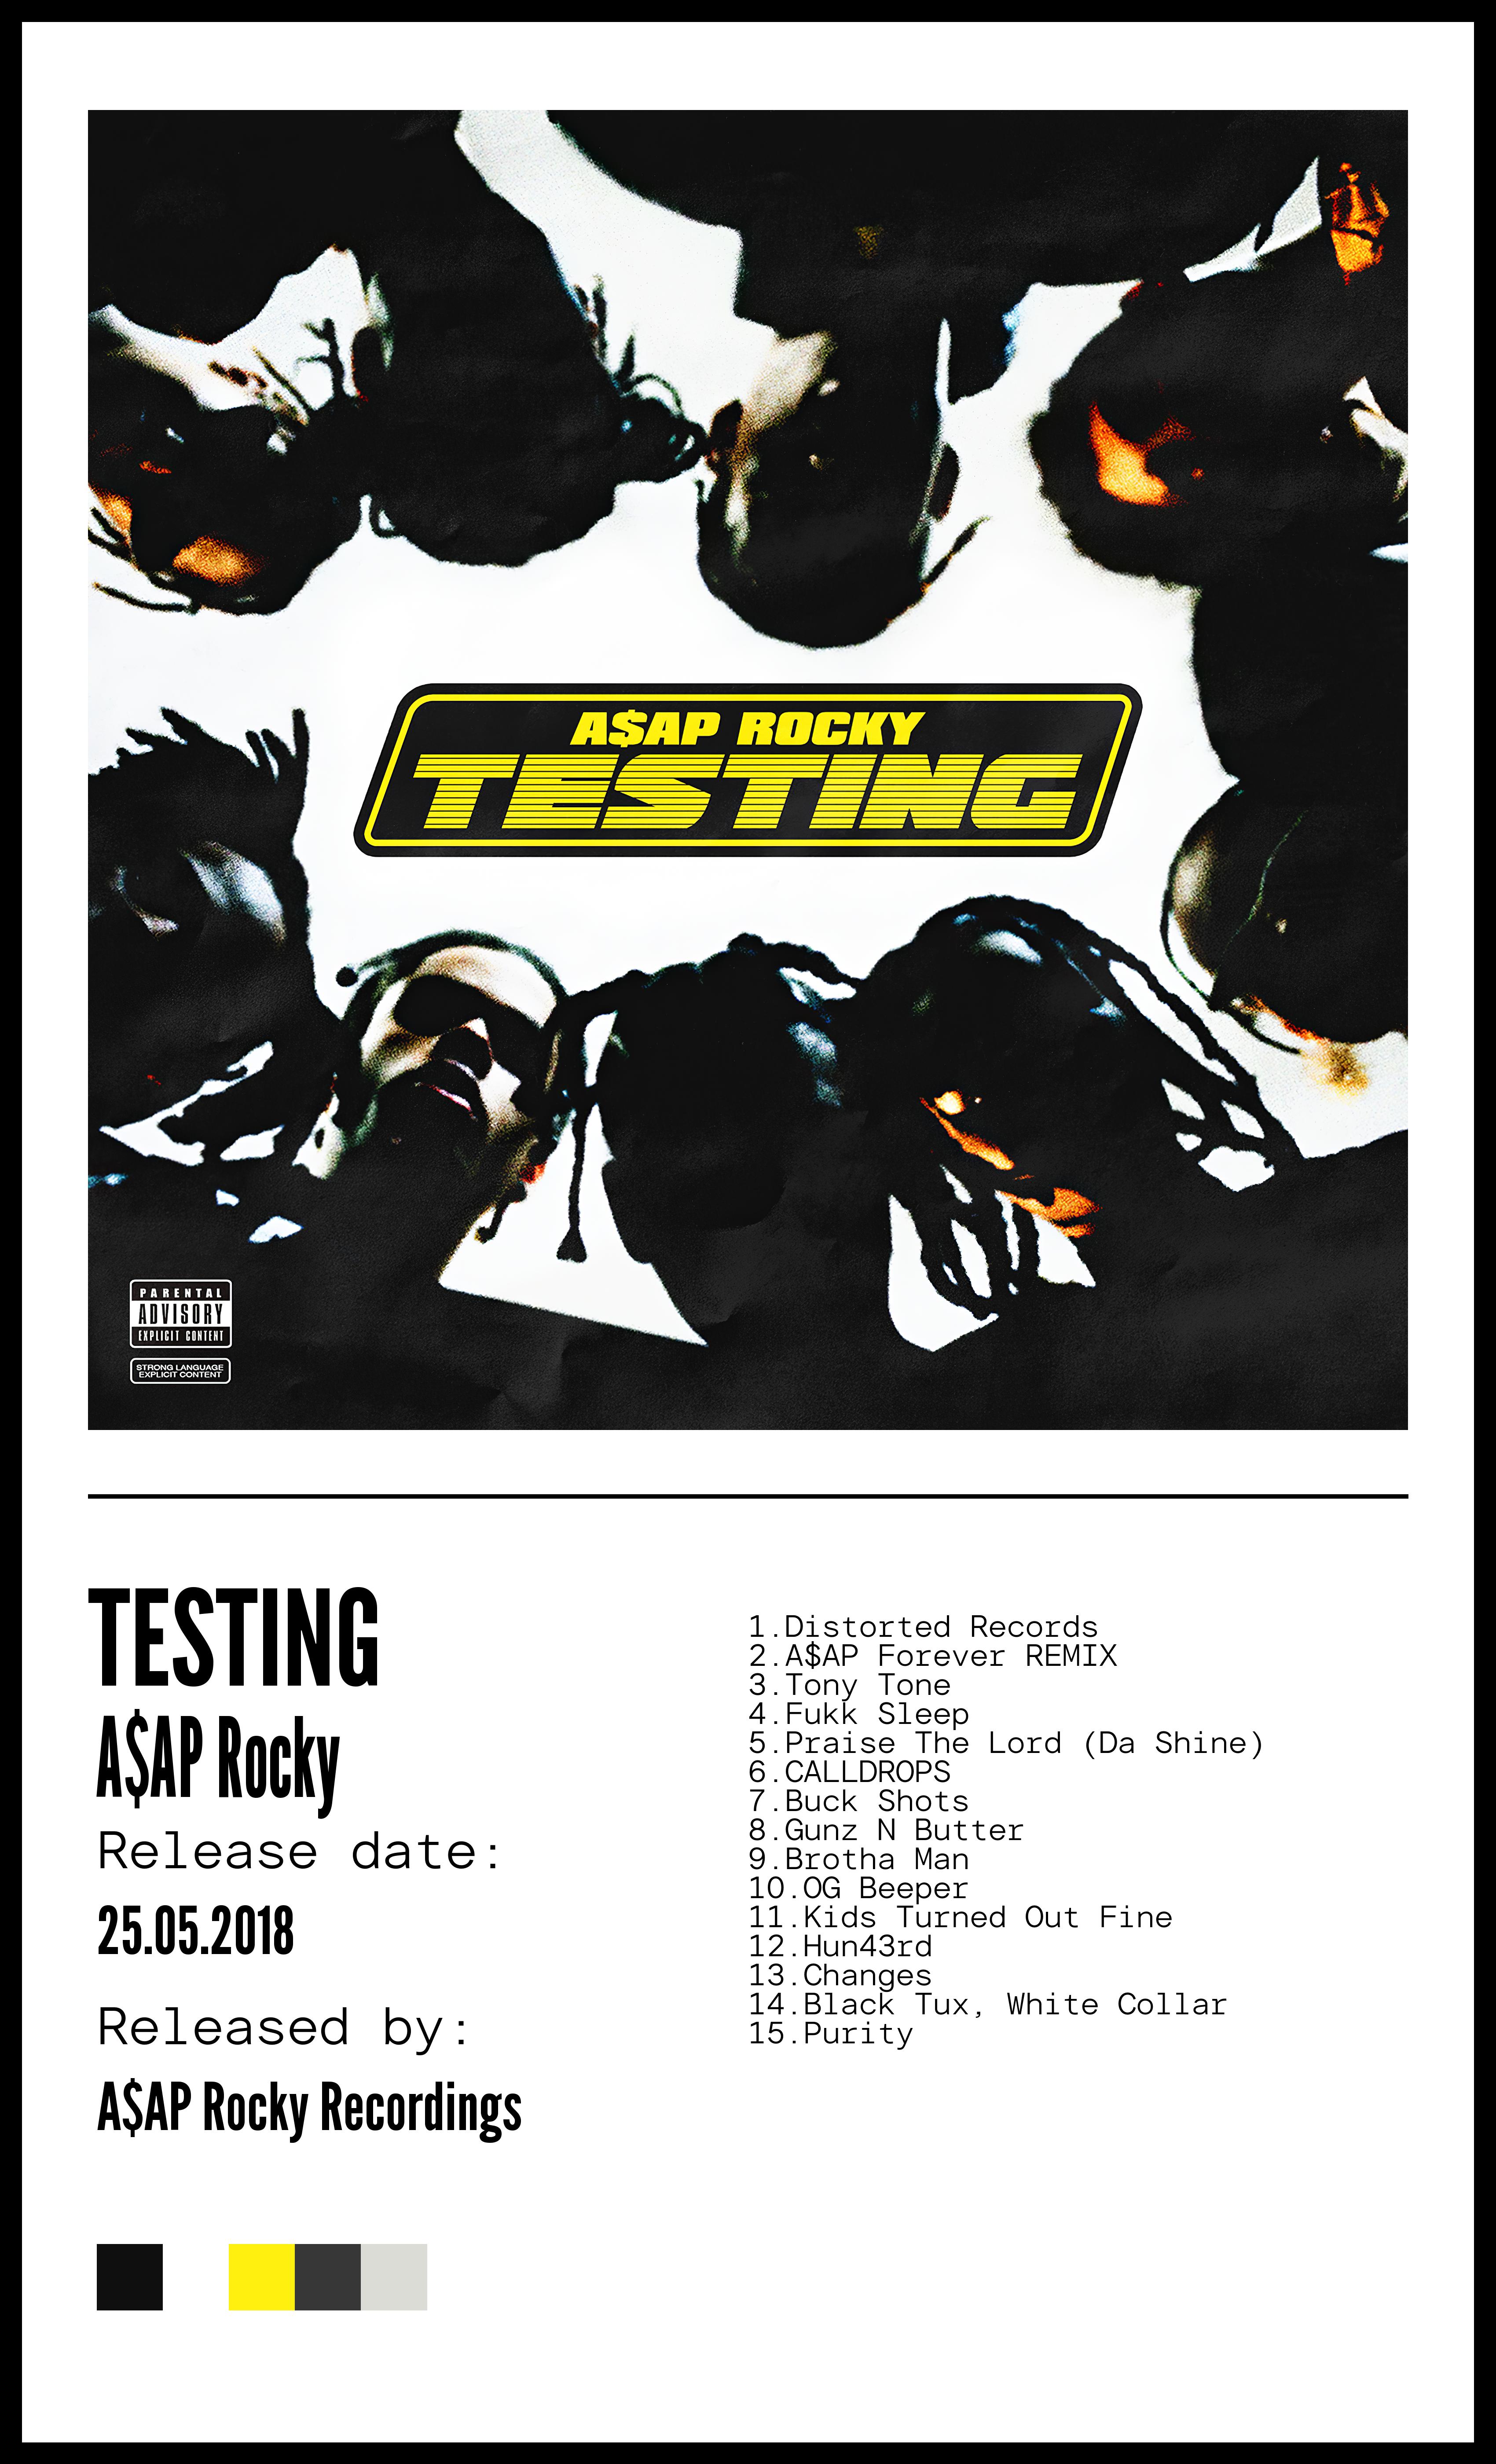 A$AP ROCKY
TESTING
PARENTAL
ADVISORY
EXPLICIT CONTENT
STRONG LANGUAGE
EXPLICIT CONTENT
TESTING
A$AP Rocky
Release date:
25.05.2018
Released by:
A$AP Rocky Recordings
1.Distorted Records
2.A$AP Forever REMIX
3.Tony Tone
4.Fukk Sleep
5.Praise The Lord (Da Shine)
6.CALLDROPS
7.Buck Shots
8.Gunz N Butter
9.Brotha Man
10.OG Beeper
11.Kids Turned Out Fine
12.Hun43rd
13.Changes
14.Black Tux, White Collar
15.Purity